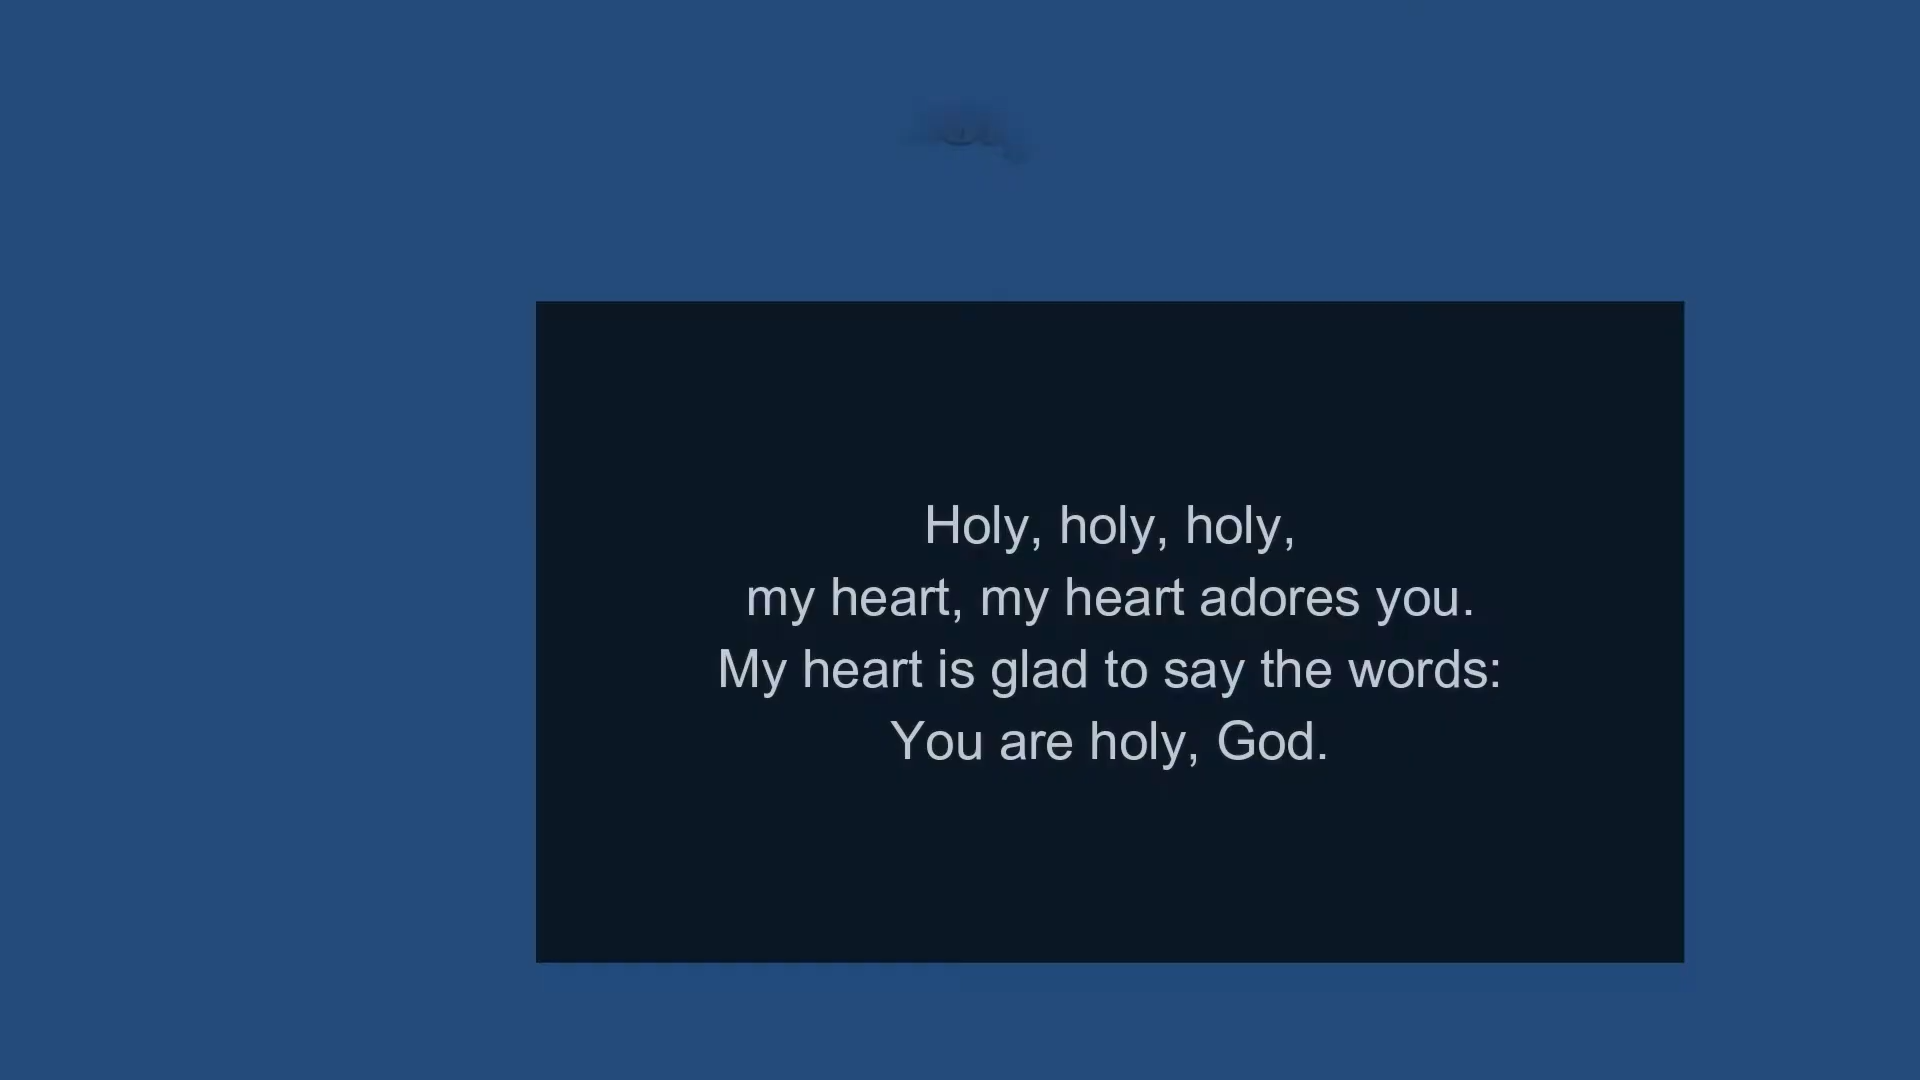 Holy, holy, holy,
my heart, my heart adores you.
My heart is glad to say the words:
You are holy, God.